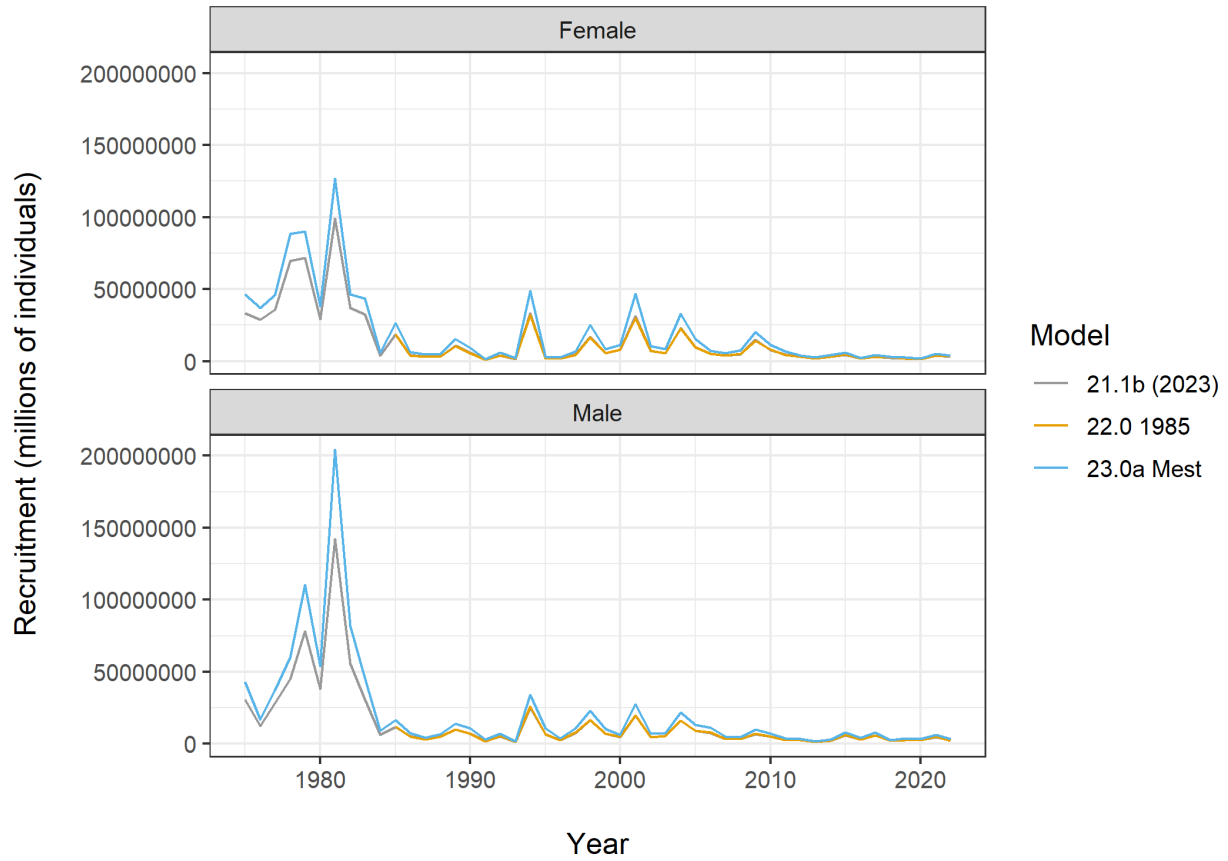 Female
200000000
150000000
100000000
50000000
0
Male
200000000
150000000
100000000
50000000
0
1980 1990 2000 2010 2020
Year
Recruitment (millions of individuals)
Model
21.1b (2023)
22.0 1985
23.0a Mest